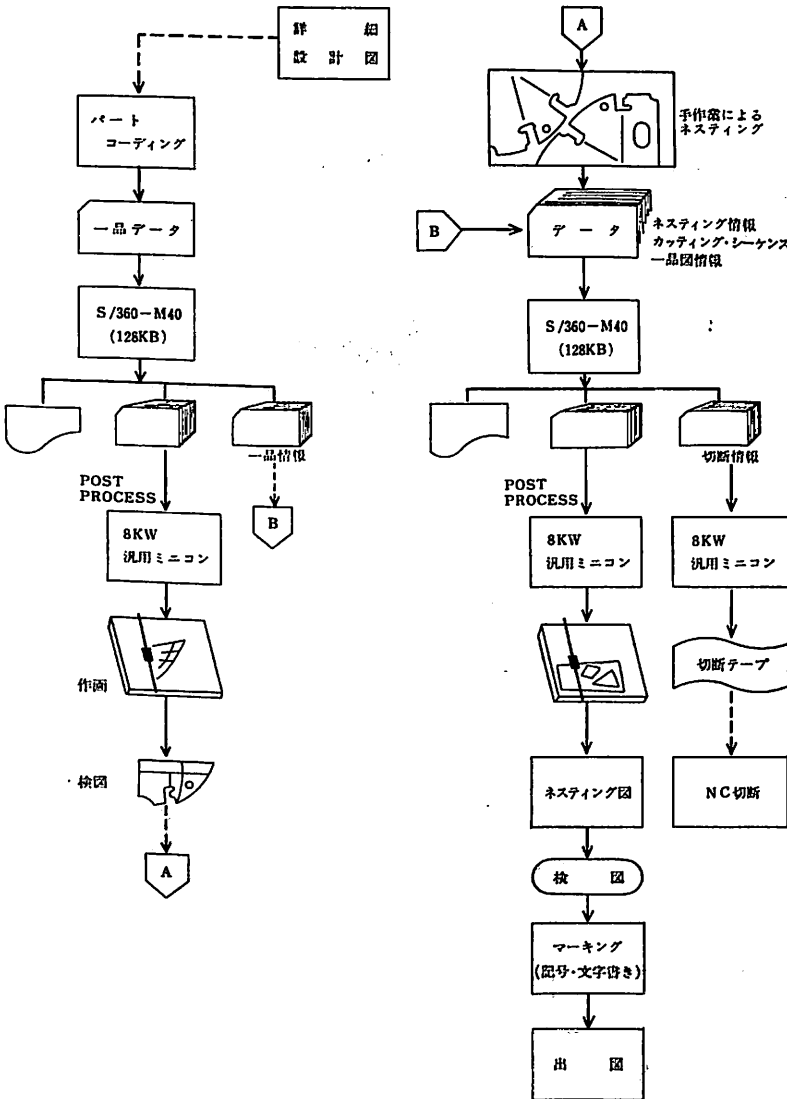 詳 細
設 計 図
パート
コーディング
一品データ
S/360－M40
(128KB)
一品情報
POST
PROCESS
B
8KW
汎用ミニコン
作画
検図
A
A
手作業による
ネスティング
B
データ
ネスティング情報
カッティング・シーケンス
一品図情報
S/360－M40
(128KB)
切断情報
POST
PROCESS
8KW
汎用ミニコン
8KW
汎用ミニコン
切断テープ
ネスティング図
NC切断
検 図
マーキング
(記号・文字書き)
出 図